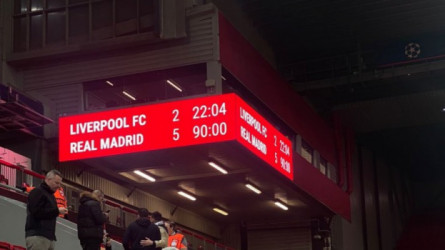 LIVERPOOL FC 2 22:04
REAL MADRID 5 90:00
LIVERPOOL FC 2 22:04
REAL MADRID 5 90:00